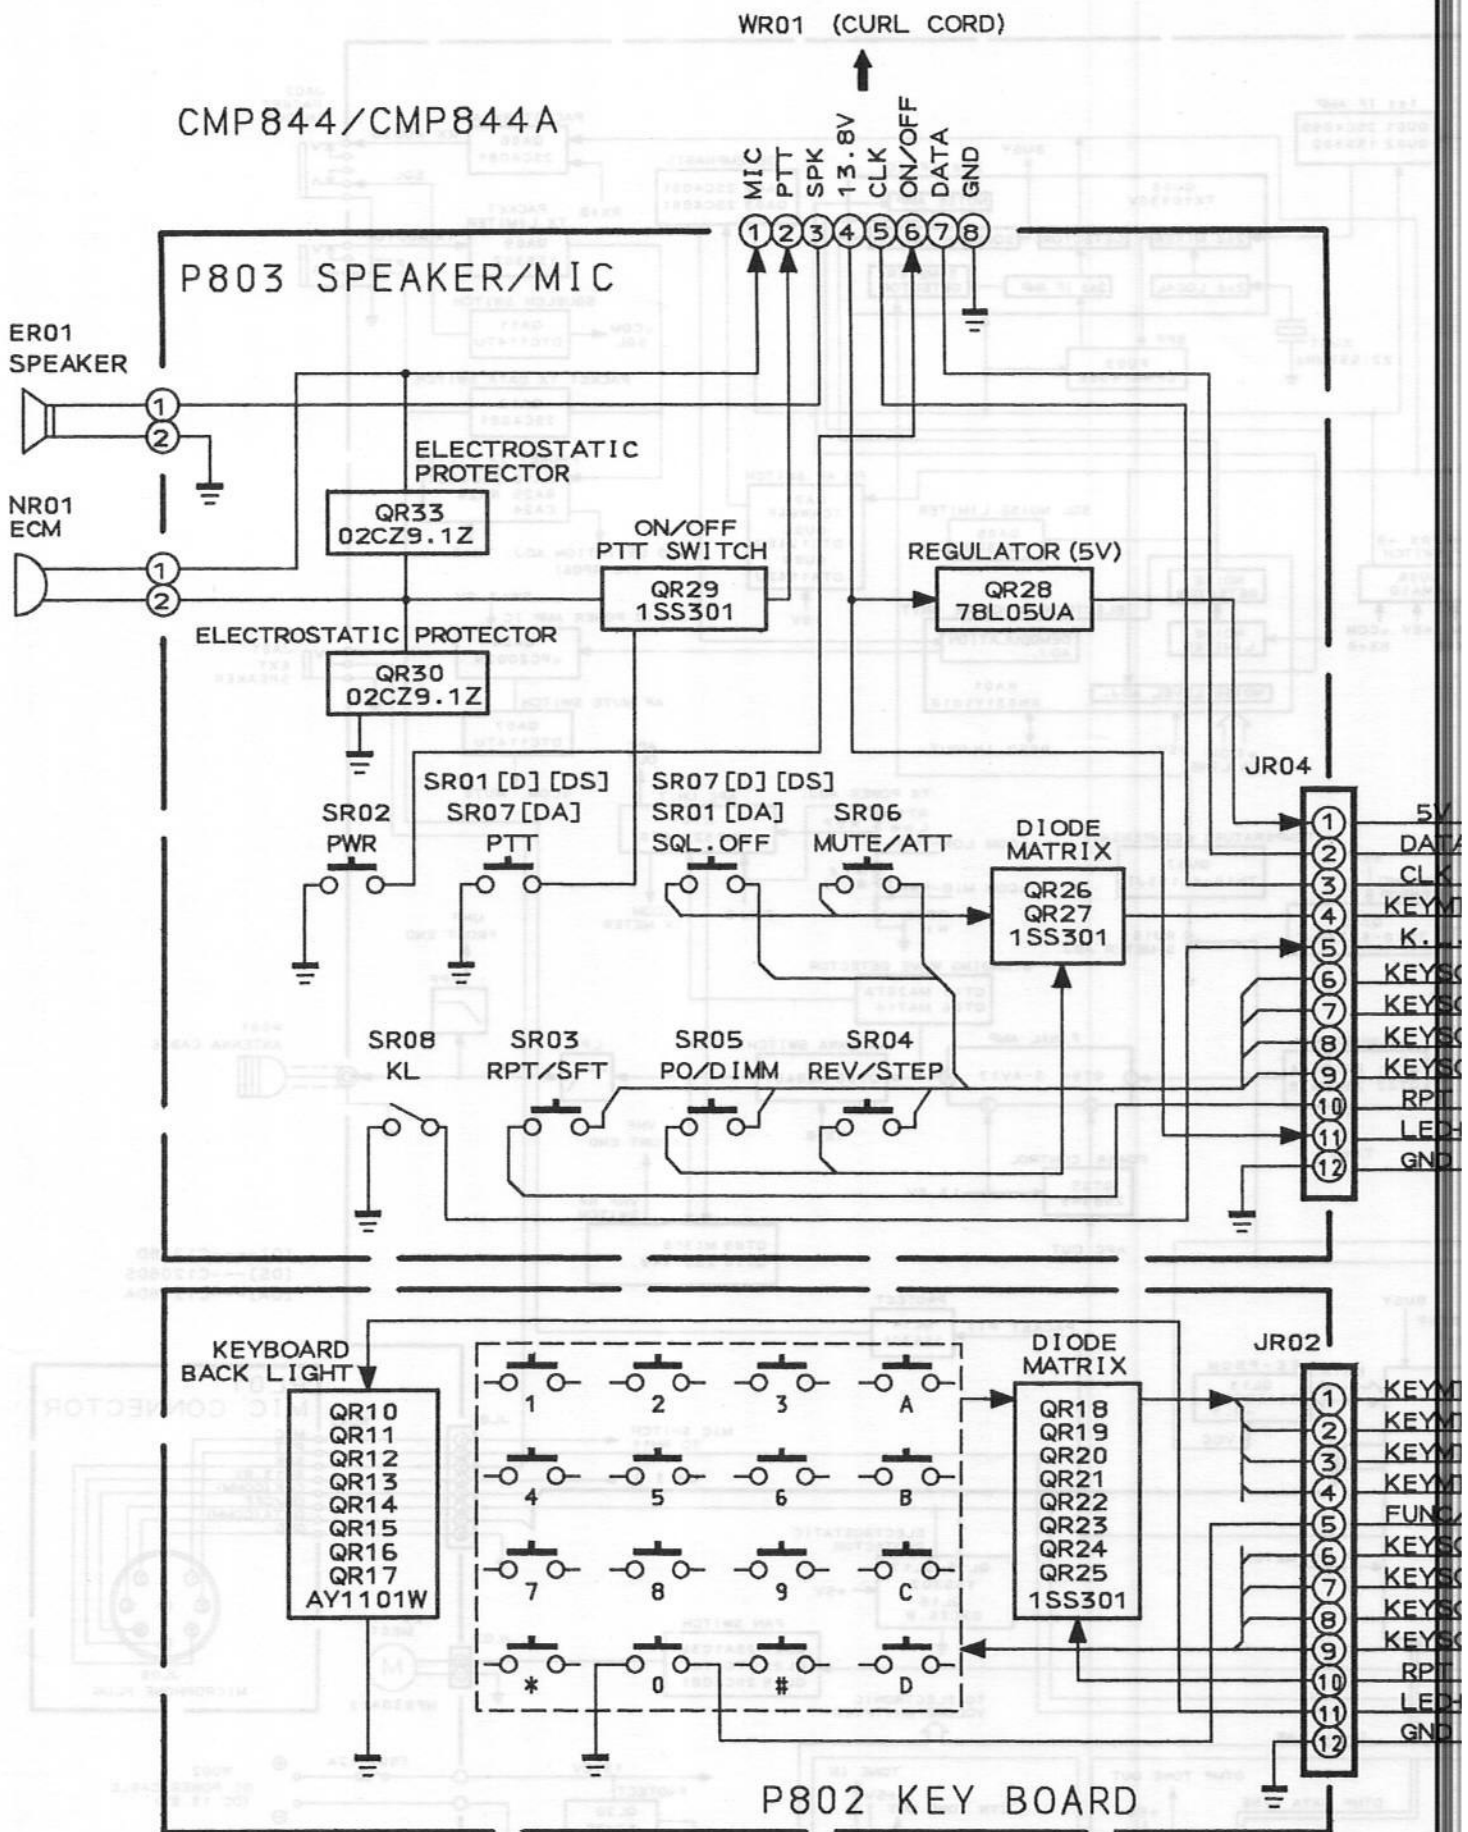 WR01 (CURL CORD)
CMP844/CMP844A
MIC
PTT
SPK
13.8V
CLK
ON/OFF
DATA
GND
1 2 3 4 5 6 7 8
P803 SPEAKER/MIC
ER01
SPEAKER
1
2
ELECTROSTATIC
PROTECTOR
QR33
02CZ9.1Z
NR01
ECM
1
2
ON/OFF
PTT SWITCH
QR29
1SS301
REGULATOR (5V)
QR28
78L05UA
ELECTROSTATIC PROTECTOR
QR30
02CZ9.1Z
SR02
PWR
SR01 [D] [DS]
SR07 [DA]
PTT
SR07 [D] [DS]
SR01 [DA]
SQL.OFF
SR06
MUTE/ATT
DIODE
MATRIX
QR26
QR27
1SS301
JR04
1 5V
2 DATA
3 CLK
4
5
6
7
8
9
10 RPT
11
12 GND
SR08
KL
SR03
RPT/SFT
SR05
PO/DIMM
SR04
REV/STEP
KEYBOARD
BACK LIGHT
QR10
QR11
QR12
QR13
QR14
QR15
QR16
QR17
AY1101W
1 2 3 A
4 5 6 B
7 8 9 C
* 0 # D
DIODE
MATRIX
QR18
QR19
QR20
QR21
QR22
QR23
QR24
QR25
1SS301
JR02
1
2
3
4
5
6
7
8
9
10 RPT
11
12 GND
P802 KEY BOARD